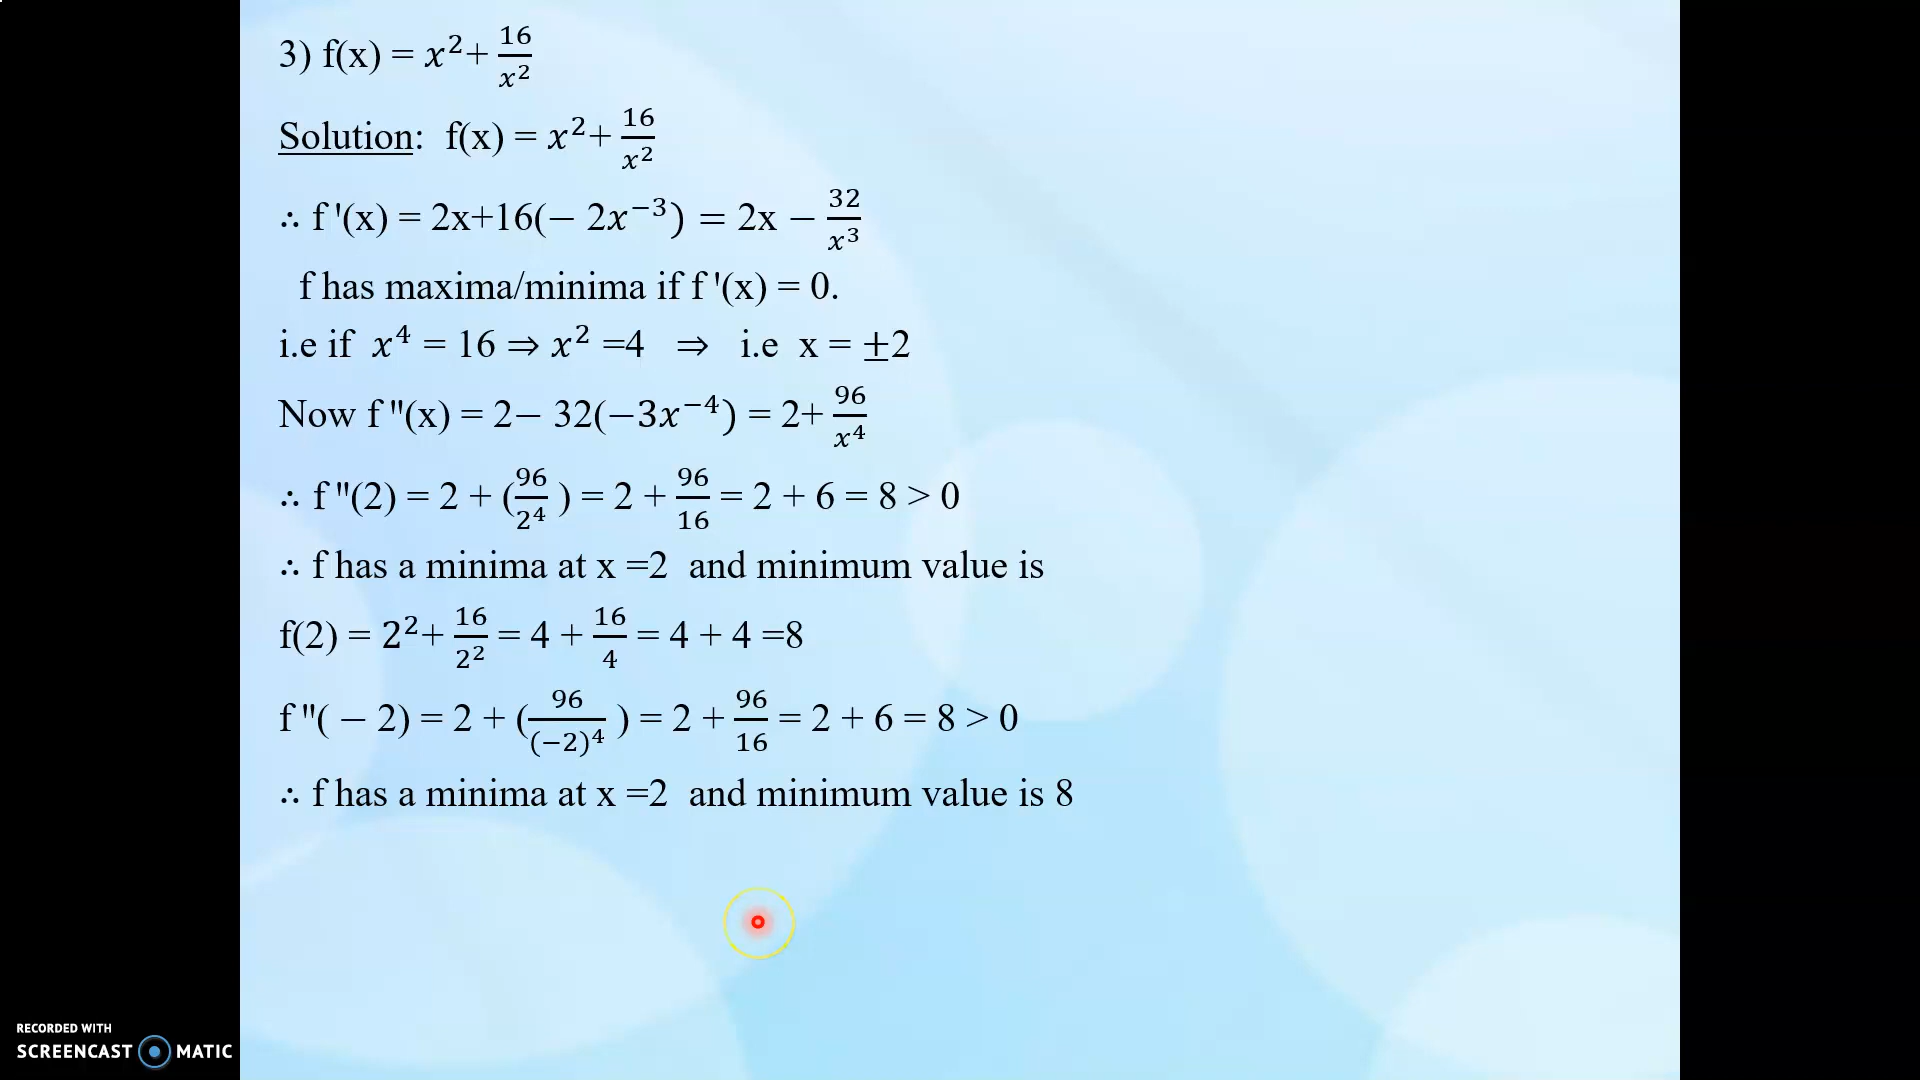 3) f(x) = x²+ 16/x²
Solution: f(x) = x²+ 16/x²
∴ f '(x) = 2x+16(− 2x⁻³) = 2x − 32/x³
f has maxima/minima if f '(x) = 0.
i.e if x⁴ = 16 ⇒ x² =4 ⇒ i.e x = ±2
Now f "(x) = 2− 32(−3x⁻⁴) = 2+ 96/x⁴
∴ f "(2) = 2 + (96/2⁴ ) = 2 + 96/16 = 2 + 6 = 8 > 0
∴ f has a minima at x =2 and minimum value is
f(2) = 2²+ 16/2² = 4 + 16/4 = 4 + 4 =8
f "( − 2) = 2 + (96/(−2)⁴ ) = 2 + 96/16 = 2 + 6 = 8 > 0
∴ f has a minima at x =2 and minimum value is 8
RECORDED WITH
SCREENCAST MATIC